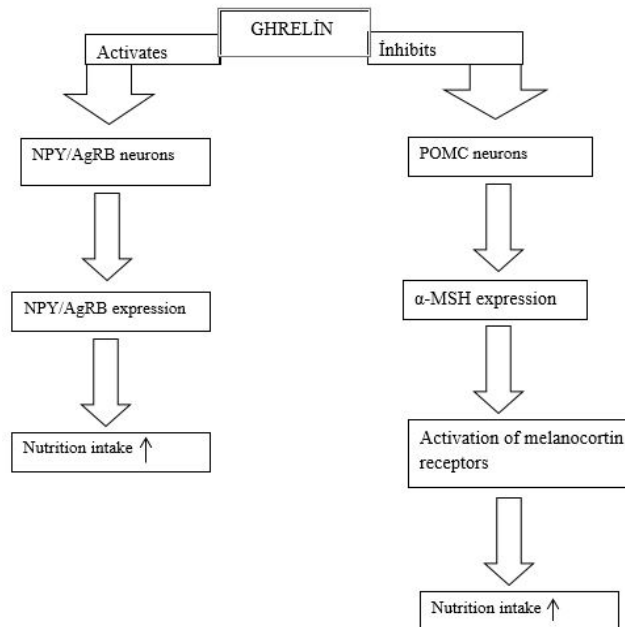 GHRELİN
Activates
İnhibits
NPY/AgRB neurons
POMC neurons
NPY/AgRB expression
α-MSH expression
Nutrition intake ↑
Activation of melanocortin
receptors
Nutrition intake ↑